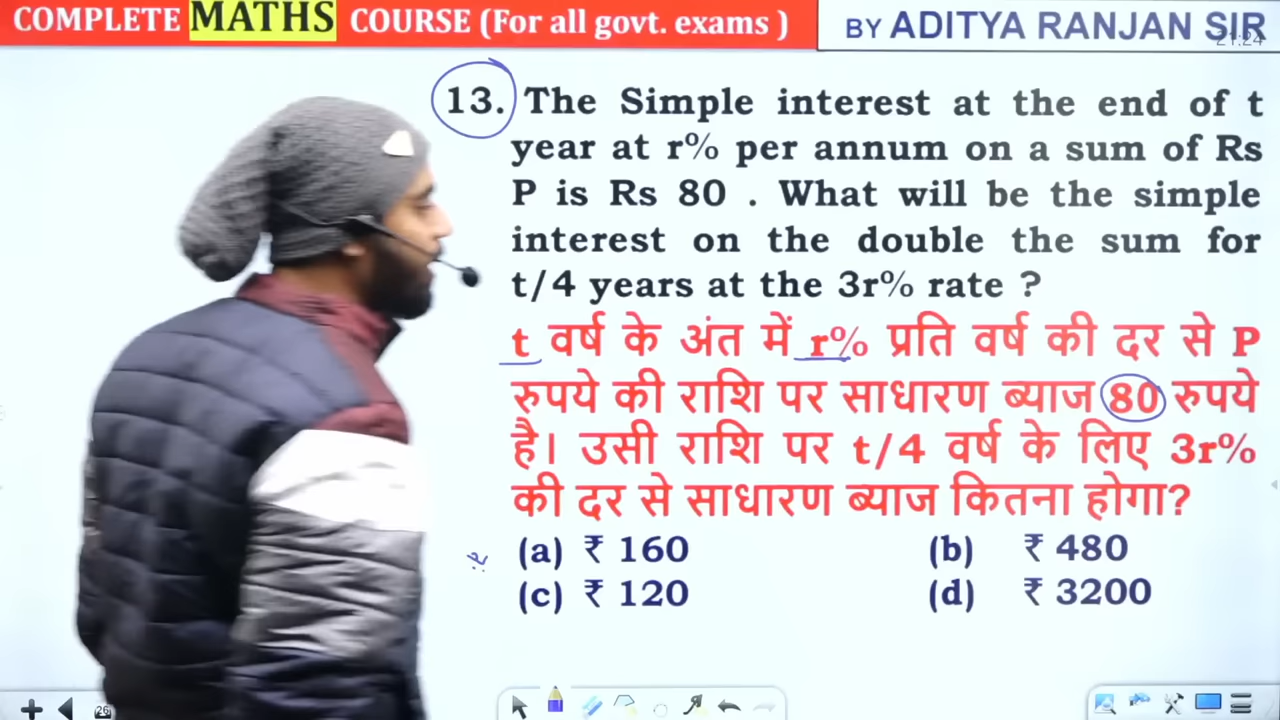 COMPLETE MATHS COURSE (For all govt. exams )
BY ADITYA RANJAN SIR
21:24
13. The Simple interest at the end of t
year at r% per annum on a sum of Rs
P is Rs 80 . What will be the simple
interest on the double the sum for
t/4 years at the 3r% rate ?
t वर्ष के अंत में r% प्रति वर्ष की दर से P
रुपये की राशि पर साधारण ब्याज 80 रुपये
है। उसी राशि पर t/4 वर्ष के लिए 3r%
की दर से साधारण ब्याज कितना होगा?
(a) ₹ 160 (b) ₹ 480
(c) ₹ 120 (d) ₹ 3200
26